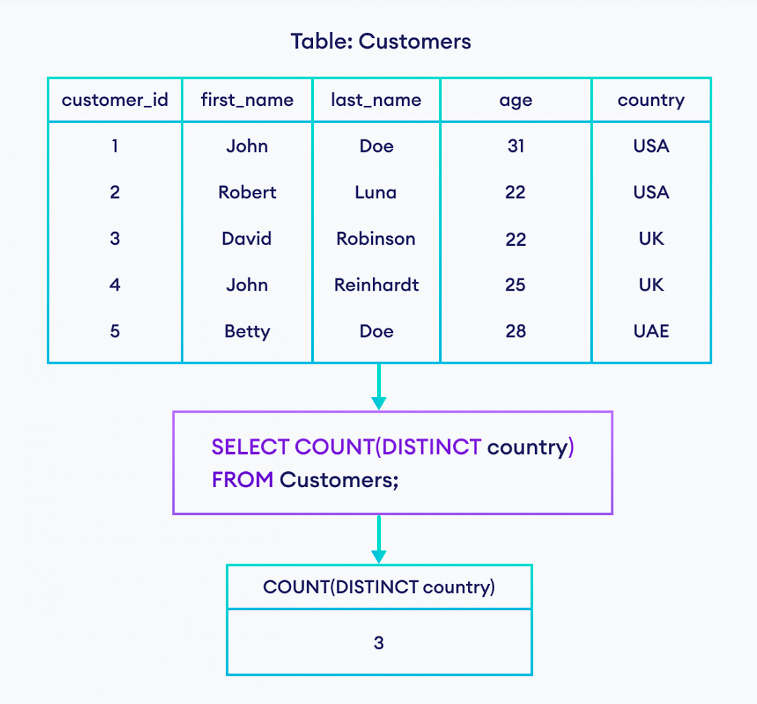 Table: Customers
customer_id first_name last_name age country
1 John Doe 31 USA
2 Robert Luna 22 USA
3 David Robinson 22 UK
4 John Reinhardt 25 UK
5 Betty Doe 28 UAE
SELECT COUNT(DISTINCT country)
FROM Customers;
COUNT(DISTINCT country)
3